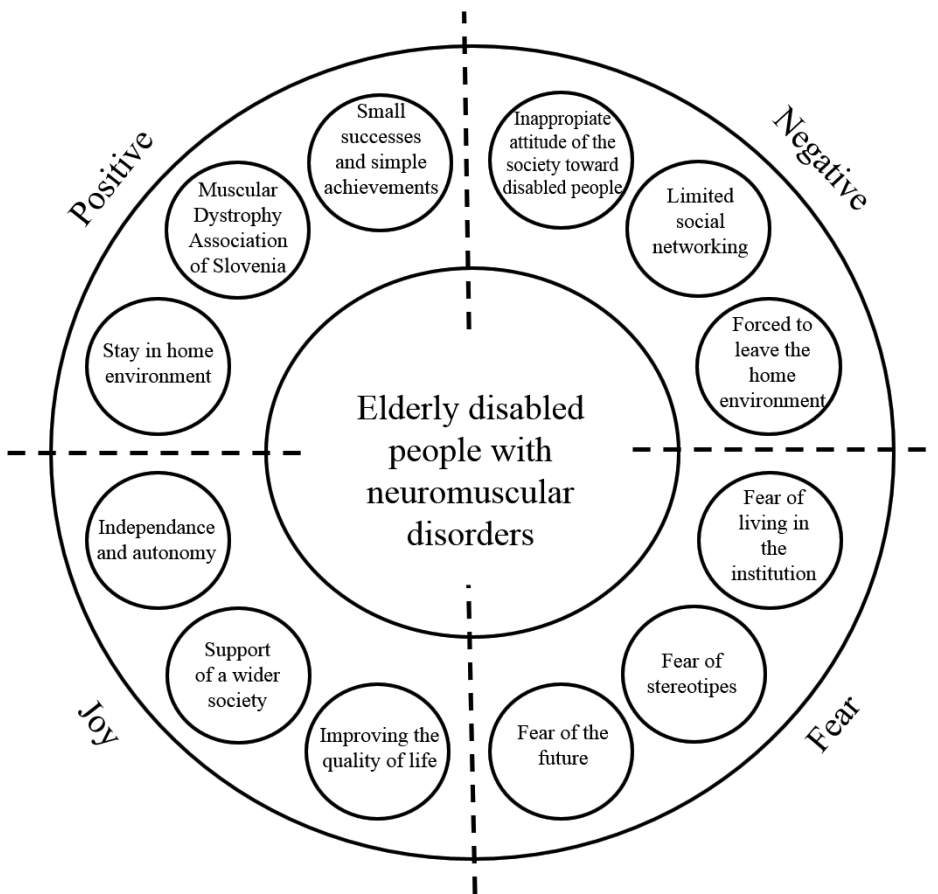 Positive
Negative
Small
successes
and simple
achievements
Inappropiate
attitude of the
society toward
disabled people
Muscular
Dystrophy
Association
of Slovenia
Limited
social
networking
Stay in home
environment
Forced to
leave the
home
environment
Elderly disabled
people with
neuromuscular
disorders
Independance
and autonomy
Fear of
living in
the
institution
Support
of a wider
society
Fear of
stereotipes
Improving the
quality of life
Fear of the
future
Joy
Fear